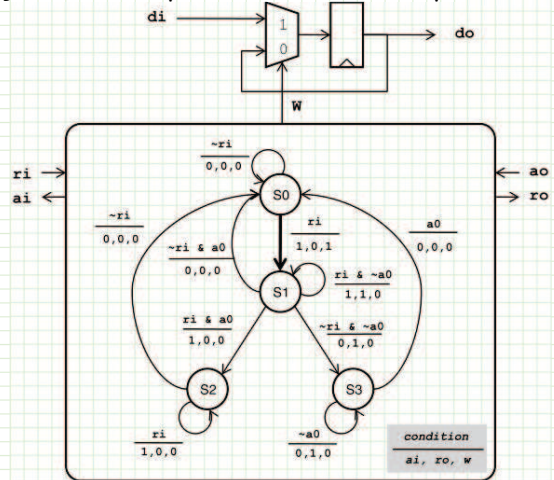 di
1
0
do
W
ri
ai
ao
ro
~ri
0,0,0
S0
~ri
0,0,0
~ri & a0
0,0,0
ri
1,0,1
a0
0,0,0
S1
ri & ~a0
1,1,0
ri & a0
1,0,0
~ri & ~a0
0,1,0
S2
S3
ri
1,0,0
~a0
0,1,0
condition
ai, ro, w